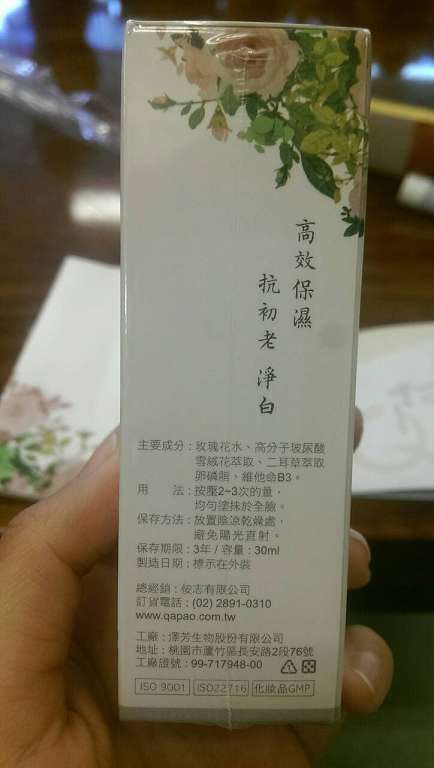 高效保濕
抗初老 淨白
主要成分：玫瑰花水、高分子玻尿酸
雪絨花萃取、二耳草萃取
卵磷脂、維他命B3。
用　　法：按壓2~3次的量，
均勻塗抹於全臉。
保存方法：放置陰涼乾燥處，
避免陽光直射。
保存期限：3年/容量：30ml
製造日期：標示在外裝
總經銷：侒志有限公司
訂貨電話：(02) 2891-0310
www.qapao.com.tw
工廠：澤芳生物股份有限公司
地址：桃園市蘆竹區長安路2段76號
工廠證號：99-717948-00
ISO 9001 ISO22716 化妝品GMP